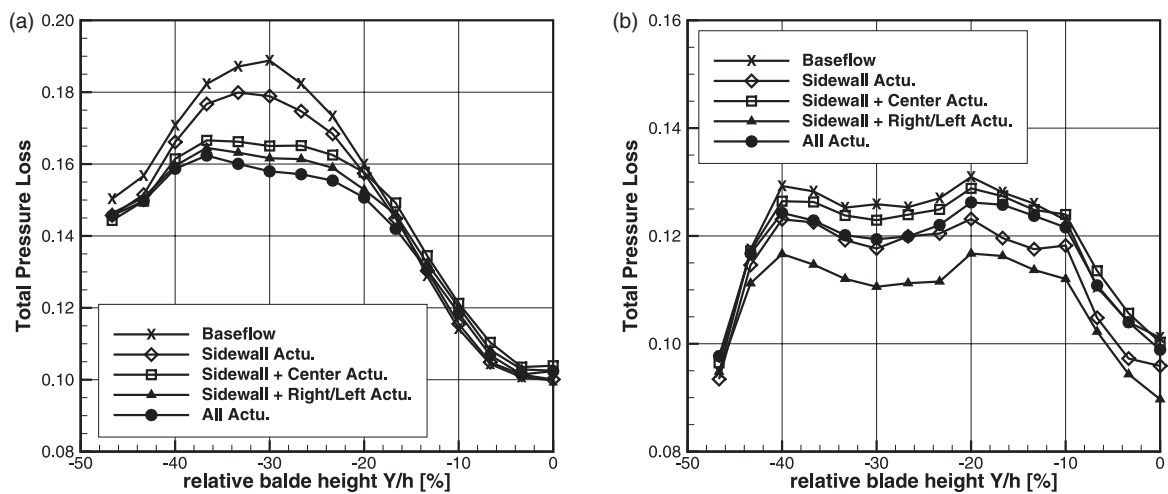 (a)
Total Pressure Loss
0.20
0.18
0.16
0.14
0.12
0.10
0.08
Baseflow
Sidewall Actu.
Sidewall + Center Actu.
Sidewall + Right/Left Actu.
All Actu.
-50 -40 -30 -20 -10 0
relative balde height Y/h [%]
(b)
Total Pressure Loss
0.16
0.14
0.12
0.10
0.08
Baseflow
Sidewall Actu.
Sidewall + Center Actu.
Sidewall + Right/Left Actu.
All Actu.
-50 -40 -30 -20 -10 0
relative blade height Y/h [%]